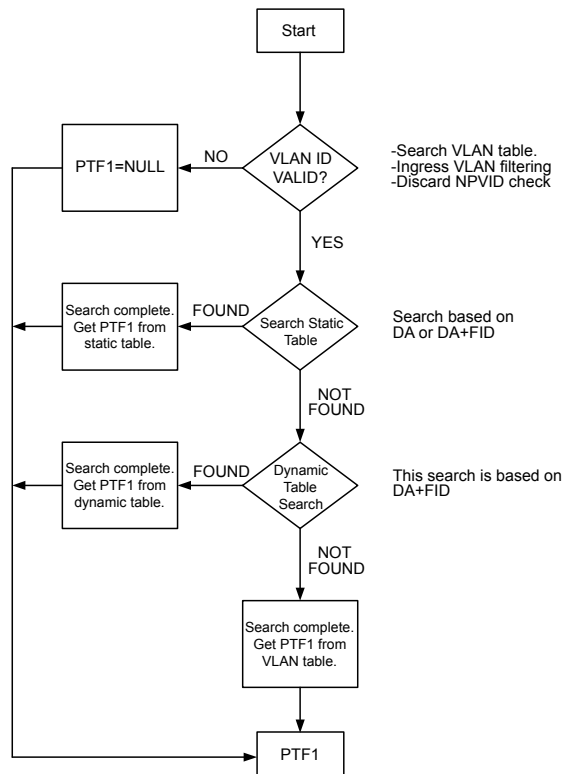 Start
VLAN ID
VALID?
NO
PTF1=NULL
-Search VLAN table.
-Ingress VLAN filtering
-Discard NPVID check
YES
Search Static
Table
FOUND
Search complete.
Get PTF1 from
static table.
Search based on
DA or DA+FID
NOT
FOUND
Dynamic
Table
Search
FOUND
Search complete.
Get PTF1 from
dynamic table.
This search is based on
DA+FID
NOT
FOUND
Search complete.
Get PTF1 from
VLAN table.
PTF1